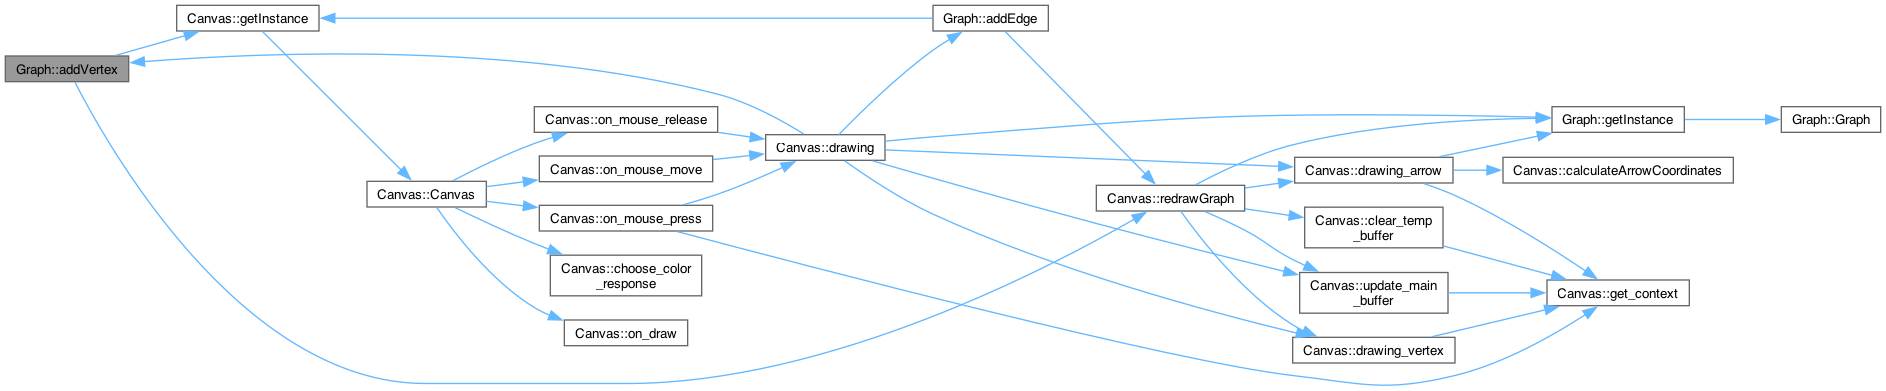 Canvas::getInstance
Graph::addEdge
Graph::addVertex
Canvas::on_mouse_release
Graph::getInstance
Graph::Graph
Canvas::drawing
Canvas::on_mouse_move
Canvas::drawing_arrow
Canvas::calculateArrowCoordinates
Canvas::Canvas
Canvas::redrawGraph
Canvas::on_mouse_press
Canvas::clear_temp
_buffer
Canvas::choose_color
_response
Canvas::update_main
_buffer
Canvas::get_context
Canvas::on_draw
Canvas::drawing_vertex